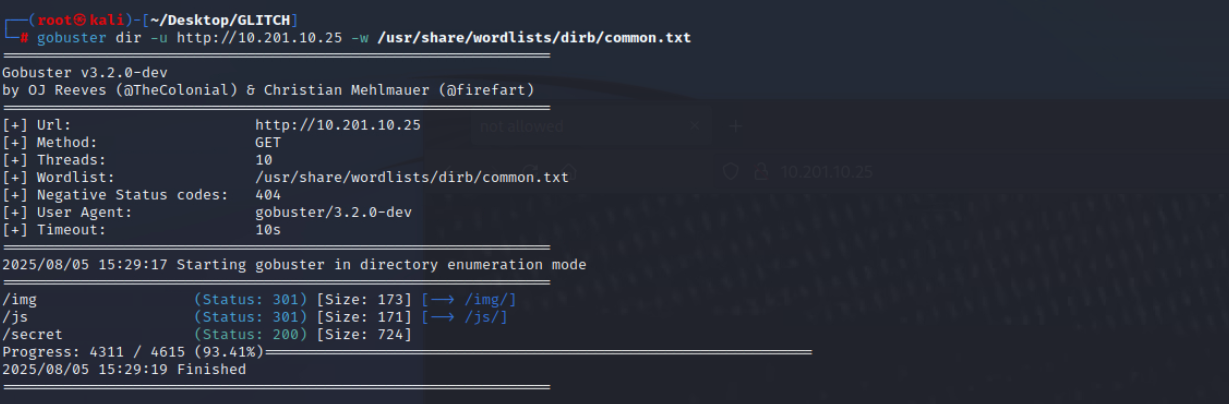 ┌──(root㉿kali)-[~/Desktop/GLITCH]
└─# gobuster dir -u http://10.201.10.25 -w /usr/share/wordlists/dirb/common.txt
===============================================================
Gobuster v3.2.0-dev
by OJ Reeves (@TheColonial) & Christian Mehlmauer (@firefart)
===============================================================
[+] Url:                     http://10.201.10.25
[+] Method:                  GET
[+] Threads:                 10
[+] Wordlist:                /usr/share/wordlists/dirb/common.txt
[+] Negative Status codes:   404
[+] User Agent:              gobuster/3.2.0-dev
[+] Timeout:                 10s
===============================================================
2025/08/05 15:29:17 Starting gobuster in directory enumeration mode
===============================================================
/img                  (Status: 301) [Size: 173] [--> /img/]
/js                   (Status: 301) [Size: 171] [--> /js/]
/secret               (Status: 200) [Size: 724]
Progress: 4311 / 4615 (93.41%)===============================================================
2025/08/05 15:29:19 Finished
===============================================================
not allowed
10.201.10.25